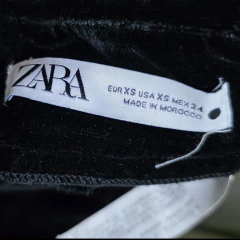 ZARA
EUR XS USA XS MEX 24
MADE IN MOROCCO